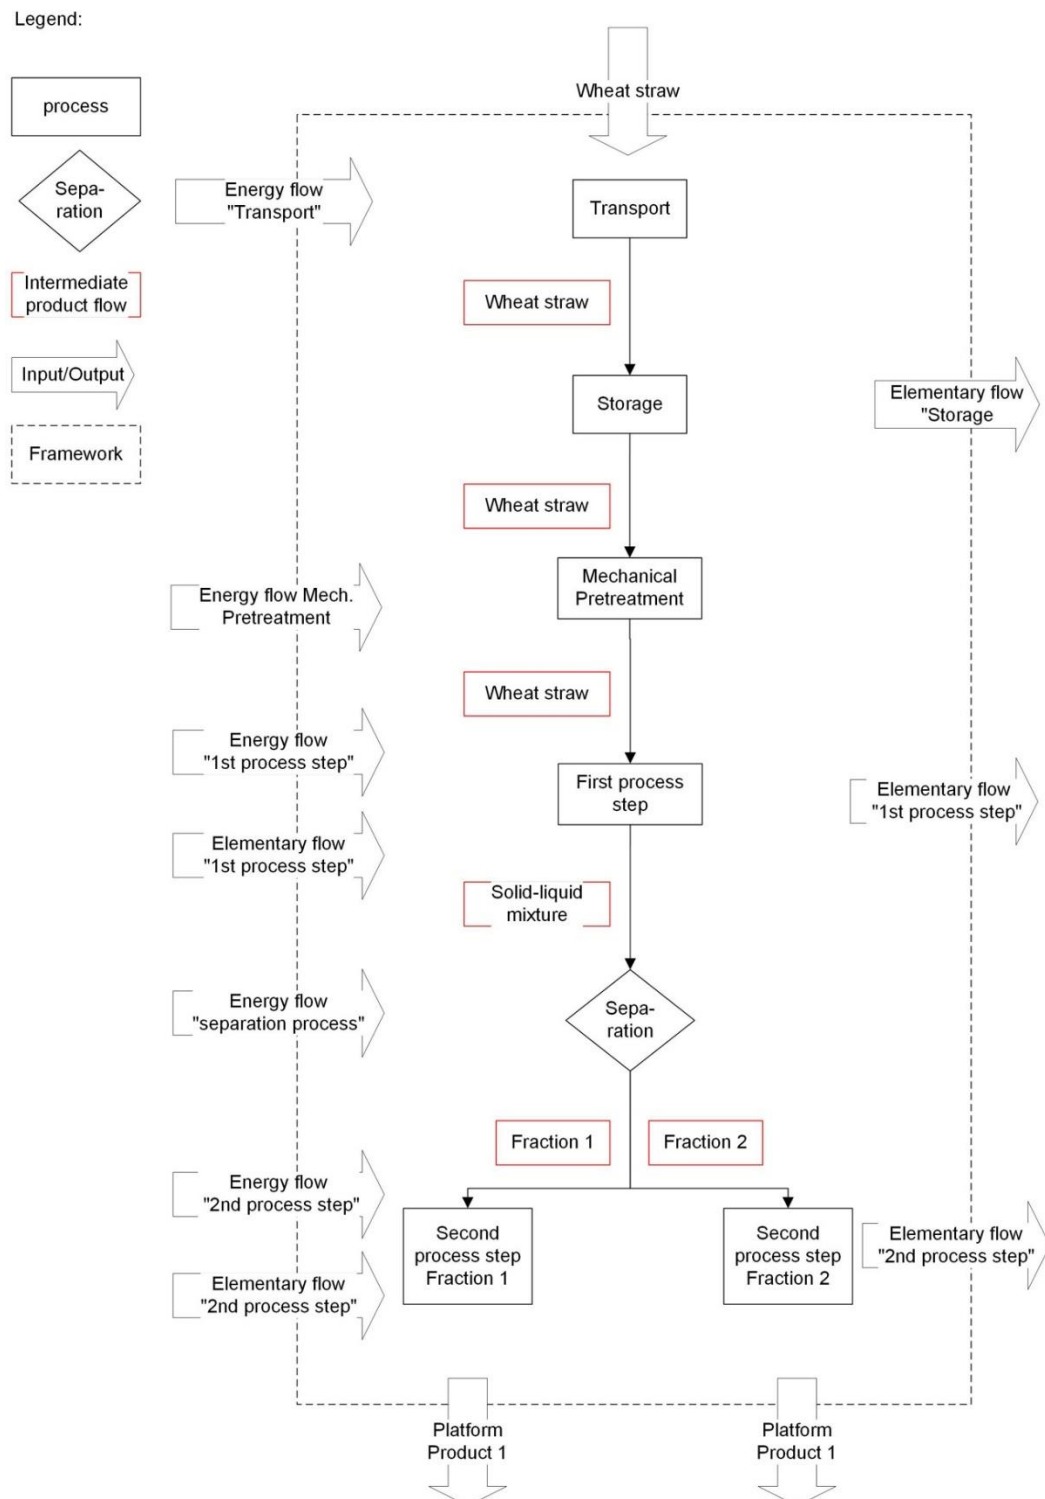 Legend:
process
Sepa-
ration
Intermediate
product flow
Input/Output
Framework
Wheat straw
Energy flow
"Transport"
Transport
Wheat straw
Storage
Elementary flow
"Storage
Wheat straw
Energy flow Mech.
Pretreatment
Mechanical
Pretreatment
Wheat straw
Energy flow
"1st process step"
First process
step
Elementary flow
"1st process step"
Elementary flow
"1st process step"
Solid-liquid
mixture
Energy flow
"separation process"
Sepa-
ration
Fraction 1
Fraction 2
Energy flow
"2nd process step"
Second
process step
Fraction 1
Second
process step
Fraction 2
Elementary flow
"2nd process step"
Elementary flow
"2nd process step"
Platform
Product 1
Platform
Product 1